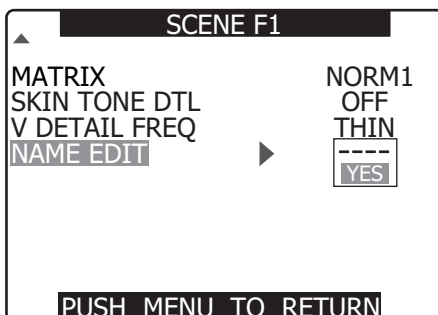 SCENE F1
MATRIX NORM1
SKIN TONE DTL OFF
V DETAIL FREQ THIN
NAME EDIT ----
YES
PUSH MENU TO RETURN